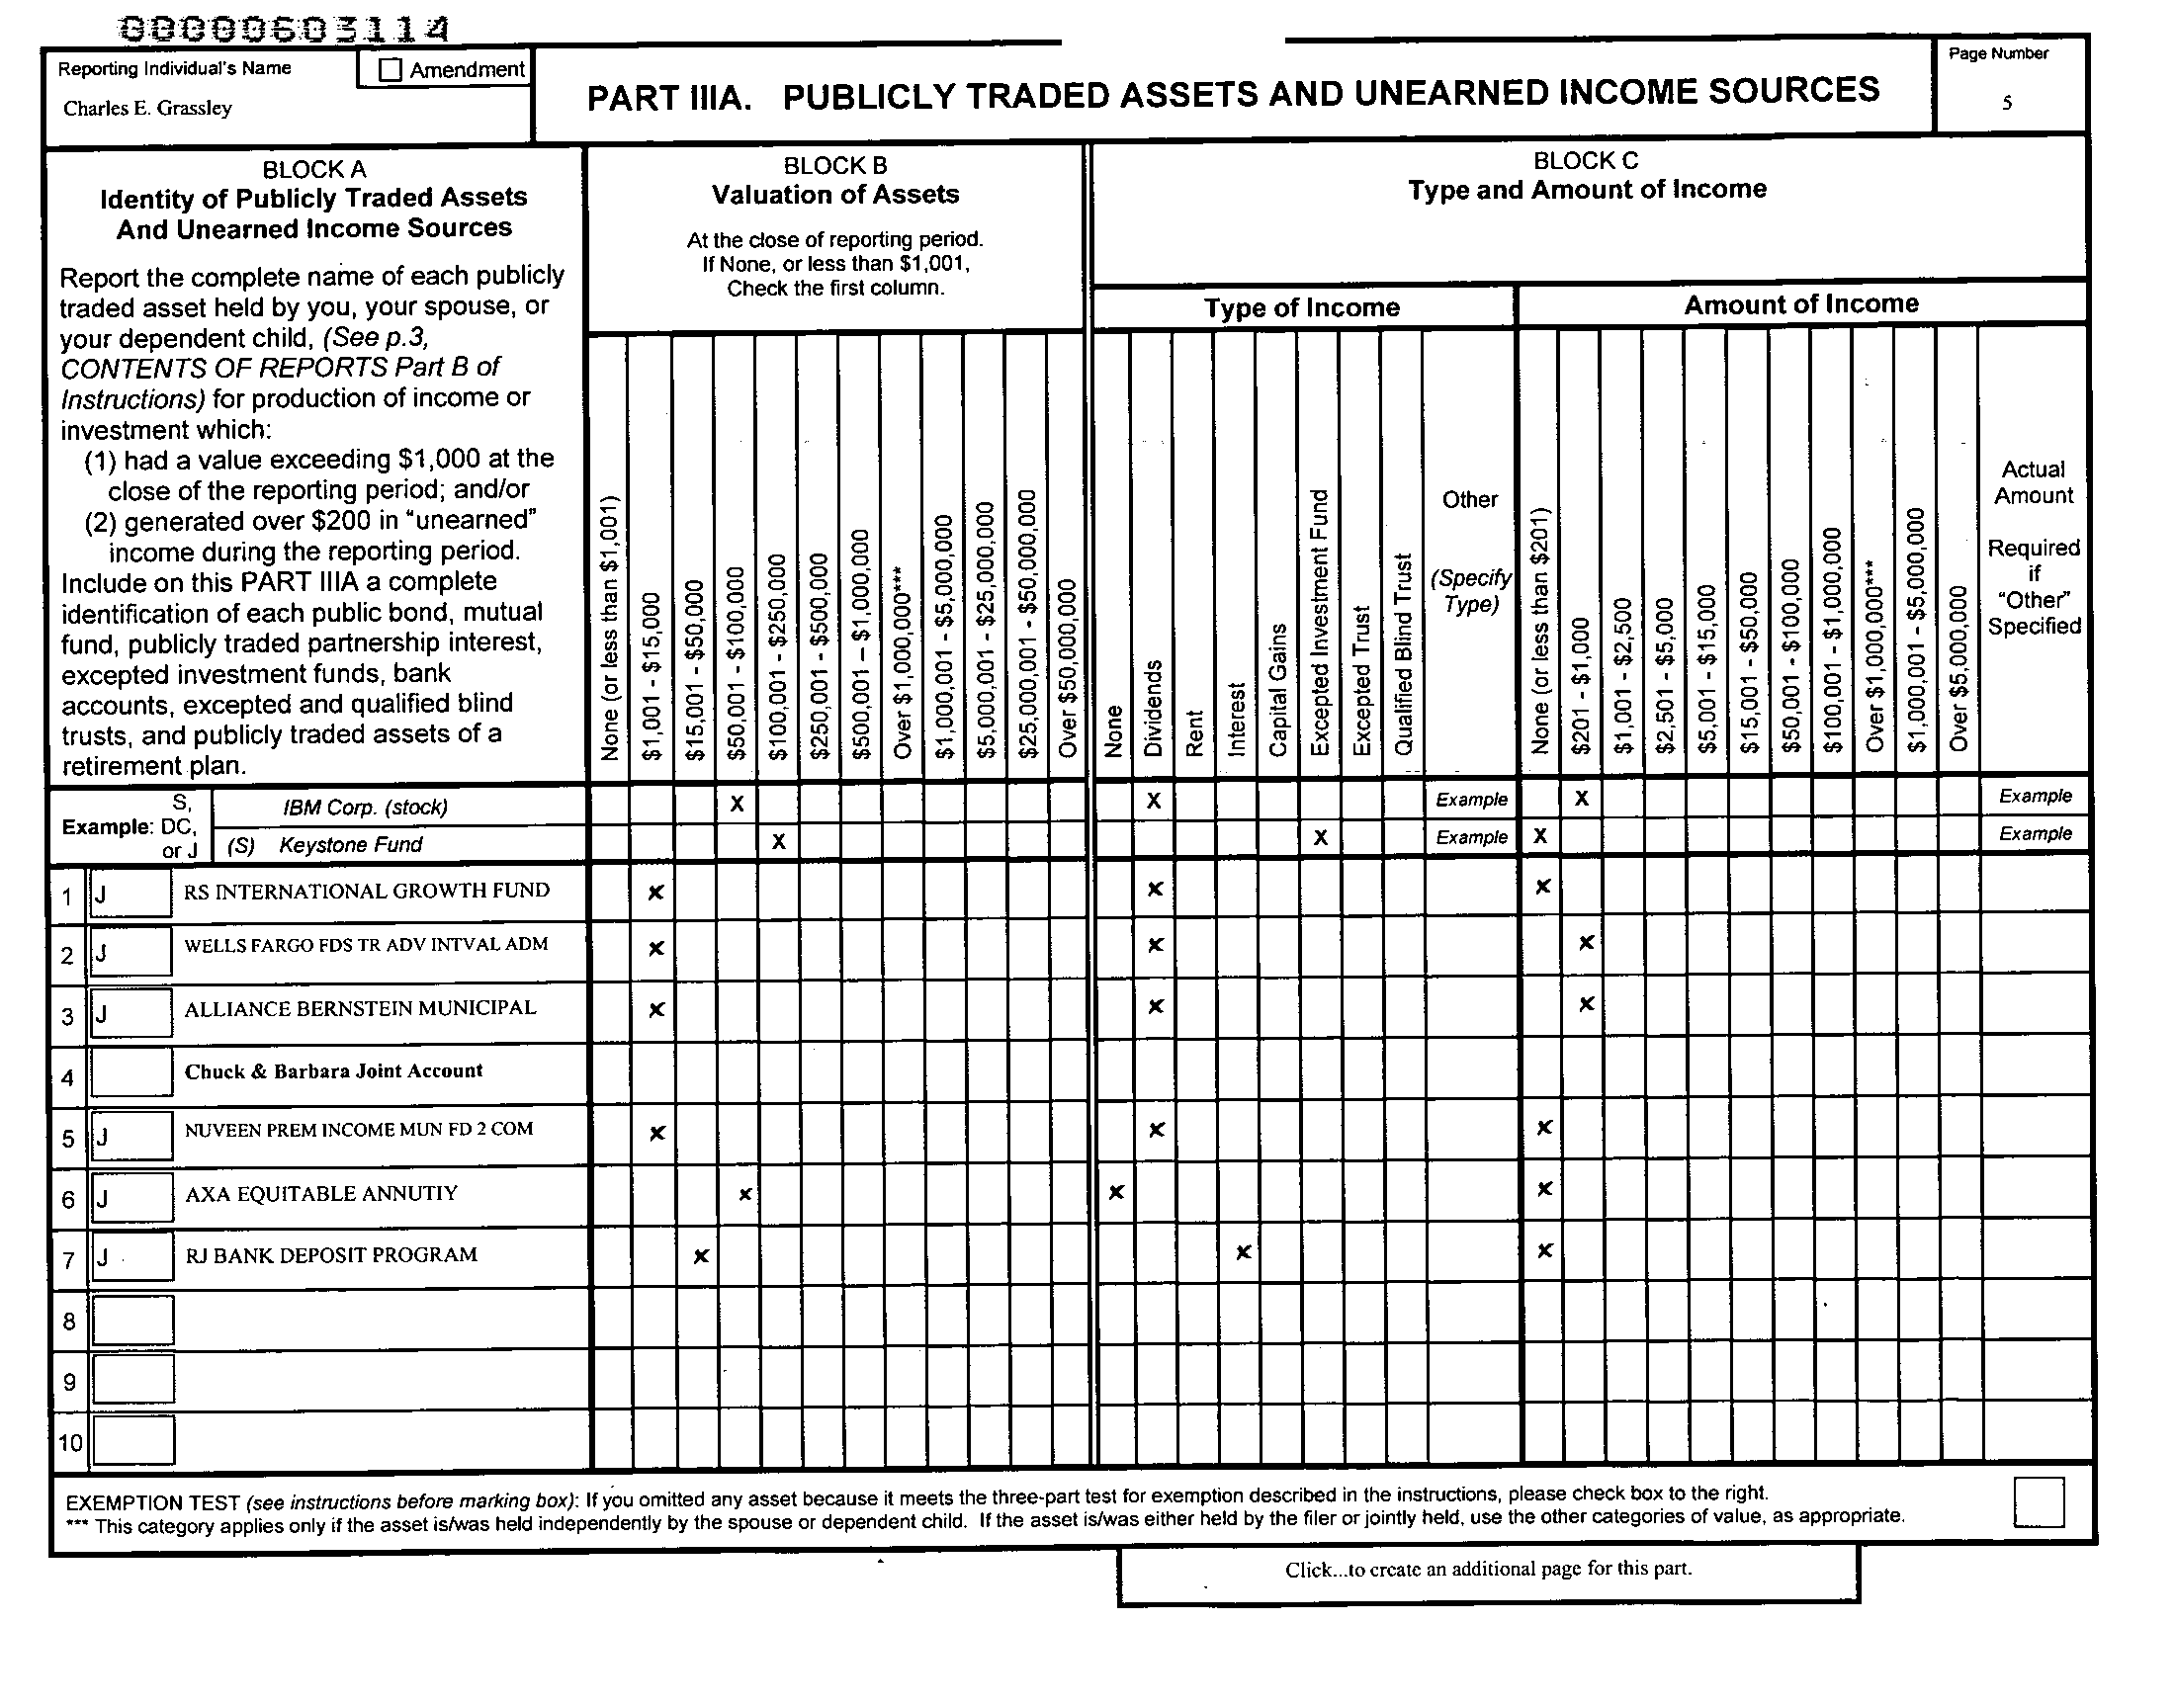 00000603114
Reporting Individual's Name
Amendment
Charles E. Grassley
PART IIIA. PUBLICLY TRADED ASSETS AND UNEARNED INCOME SOURCES
Page Number
5
BLOCK A
Identity of Publicly Traded Assets
And Unearned Income Sources
Report the complete name of each publicly
traded asset held by you, your spouse, or
your dependent child, (See p.3,
CONTENTS OF REPORTS Part B of
Instructions) for production of income or
investment which:
(1) had a value exceeding $1,000 at the
close of the reporting period; and/or
(2) generated over $200 in "unearned"
income during the reporting period.
Include on this PART IIIA a complete
identification of each public bond, mutual
fund, publicly traded partnership interest,
excepted investment funds, bank
accounts, excepted and qualified blind
trusts, and publicly traded assets of a
retirement plan.
BLOCK B
Valuation of Assets
At the close of reporting period.
If None, or less than $1,001,
Check the first column.
None (or less than $1,001)
$1,001 - $15,000
$15,001 - $50,000
$50,001 - $100,000
$100,001 - $250,000
$250,001 - $500,000
$500,001 – $1,000,000
Over $1,000,000***
$1,000,001 - $5,000,000
$5,000,001 - $25,000,000
$25,000,001 - $50,000,000
Over $50,000,000
BLOCK C
Type and Amount of Income
Type of Income
None
Dividends
Rent
Interest
Capital Gains
Excepted Investment Fund
Excepted Trust
Qualified Blind Trust
Other
(Specify
Type)
Amount of Income
None (or less than $201)
$201 - $1,000
$1,001 - $2,500
$2,501 - $5,000
$5,001 - $15,000
$15,001 - $50,000
$50,001 - $100,000
$100,001 - $1,000,000
Over $1,000,000***
$1,000,001 - $5,000,000
Over $5,000,000
Actual
Amount
Required
if
"Other"
Specified
Example: S, DC, or J
IBM Corp. (stock) X X Example X Example
(S) Keystone Fund X X Example X Example
1 J RS INTERNATIONAL GROWTH FUND X X X
2 J WELLS FARGO FDS TR ADV INTVAL ADM X X X
3 J ALLIANCE BERNSTEIN MUNICIPAL X X X
4 Chuck & Barbara Joint Account
5 J NUVEEN PREM INCOME MUN FD 2 COM X X X
6 J AXA EQUITABLE ANNUTIY X X X
7 J RJ BANK DEPOSIT PROGRAM X X X
8
9
10
EXEMPTION TEST (see instructions before marking box): If you omitted any asset because it meets the three-part test for exemption described in the instructions, please check box to the right.
*** This category applies only if the asset is/was held independently by the spouse or dependent child. If the asset is/was either held by the filer or jointly held, use the other categories of value, as appropriate.
Click...to create an additional page for this part.